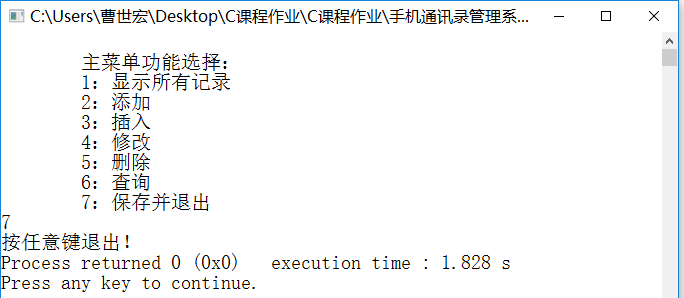 C:\Users\曹世宏\Desktop\C课程作业\C课程作业\手机通讯录管理系...
主菜单功能选择：
1：显示所有记录
2：添加
3：插入
4：修改
5：删除
6：查询
7：保存并退出
7
按任意键退出！
Process returned 0 (0x0)   execution time : 1.828 s
Press any key to continue.